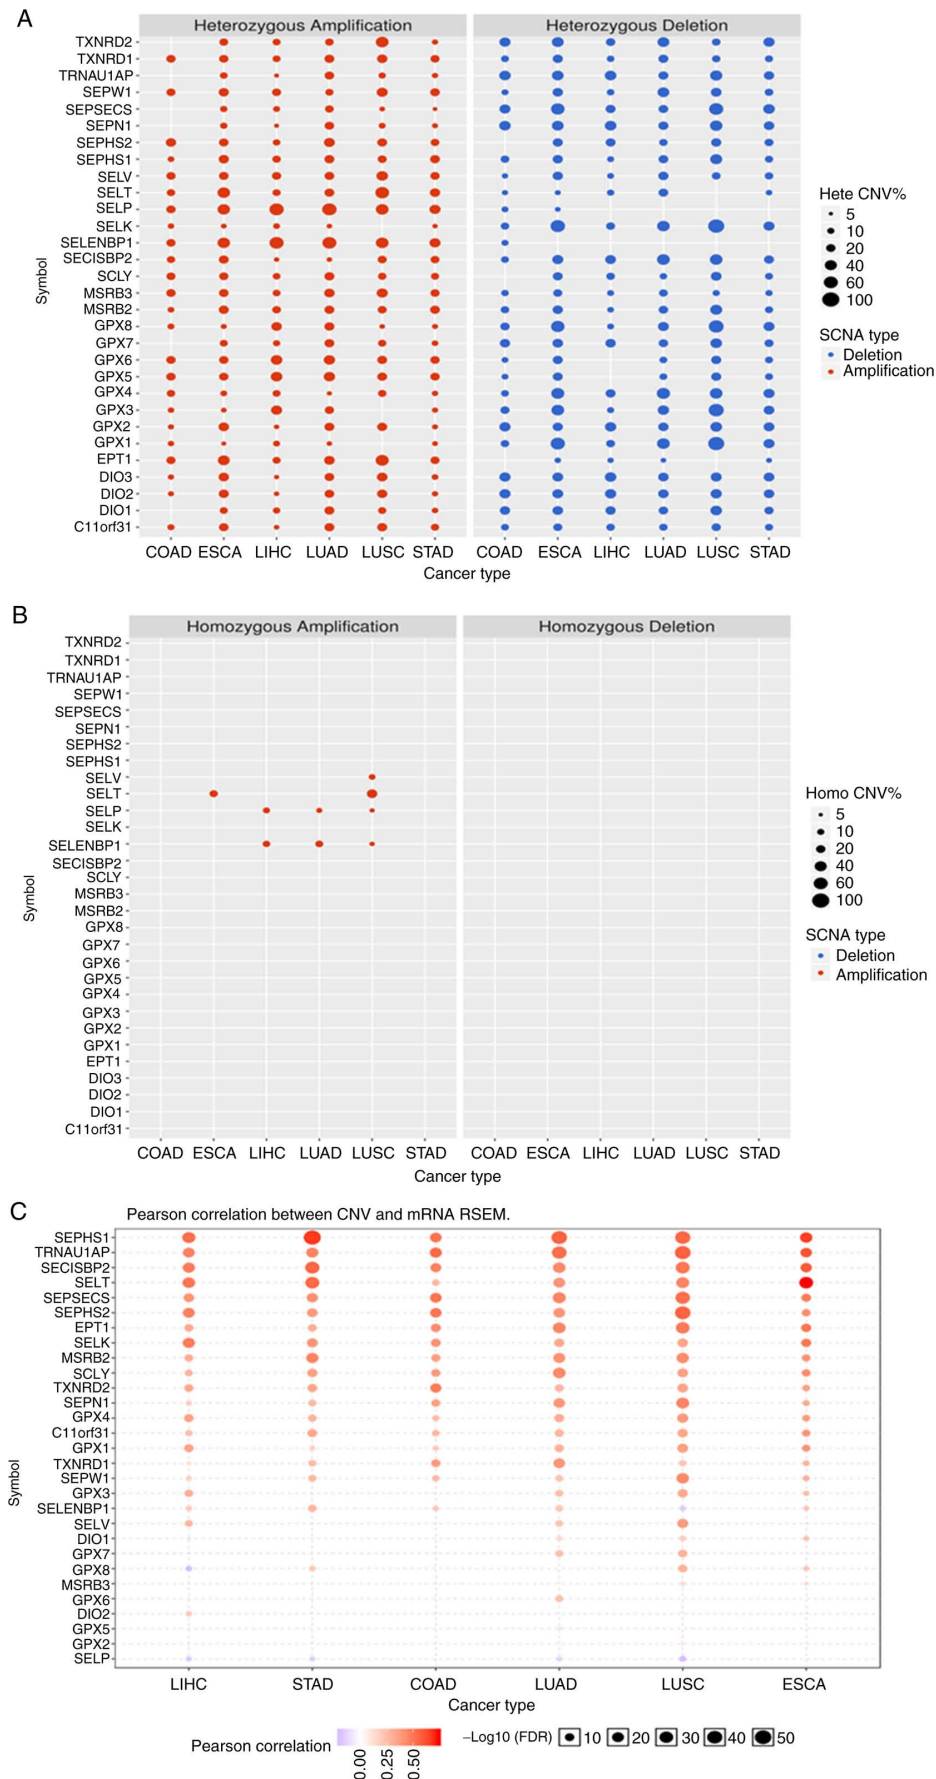 A
Heterozygous Amplification
Heterozygous Deletion
TXNRD2
TXNRD1
TRNAU1AP
SEPW1
SEPSECS
SEPN1
SEPHS2
SEPHS1
SELV
SELT
SELP
SELK
SELENBP1
SECISBP2
SCLY
MSRB3
MSRB2
GPX8
GPX7
GPX6
GPX5
GPX4
GPX3
GPX2
GPX1
EPT1
DIO3
DIO2
DIO1
C11orf31
Symbol
COAD ESCA LIHC LUAD LUSC STAD
COAD ESCA LIHC LUAD LUSC STAD
Cancer type
Hete CNV%
5
10
20
40
60
100
SCNA type
Deletion
Amplification
B
Homozygous Amplification
Homozygous Deletion
TXNRD2
TXNRD1
TRNAU1AP
SEPW1
SEPSECS
SEPN1
SEPHS2
SEPHS1
SELV
SELT
SELP
SELK
SELENBP1
SECISBP2
SCLY
MSRB3
MSRB2
GPX8
GPX7
GPX6
GPX5
GPX4
GPX3
GPX2
GPX1
EPT1
DIO3
DIO2
DIO1
C11orf31
Symbol
COAD ESCA LIHC LUAD LUSC STAD
COAD ESCA LIHC LUAD LUSC STAD
Cancer type
Homo CNV%
5
10
20
40
60
100
SCNA type
Deletion
Amplification
C
Pearson correlation between CNV and mRNA RSEM.
SEPHS1
TRNAU1AP
SECISBP2
SELT
SEPSECS
SEPHS2
EPT1
SELK
MSRB2
SCLY
TXNRD2
SEPN1
GPX4
C11orf31
GPX1
TXNRD1
SEPW1
GPX3
SELENBP1
SELV
DIO1
GPX7
GPX8
MSRB3
GPX6
DIO2
GPX5
GPX2
SELP
Symbol
LIHC STAD COAD LUAD LUSC ESCA
Cancer type
Pearson correlation
0.00 0.25 0.50
−Log10 (FDR) 10 20 30 40 50